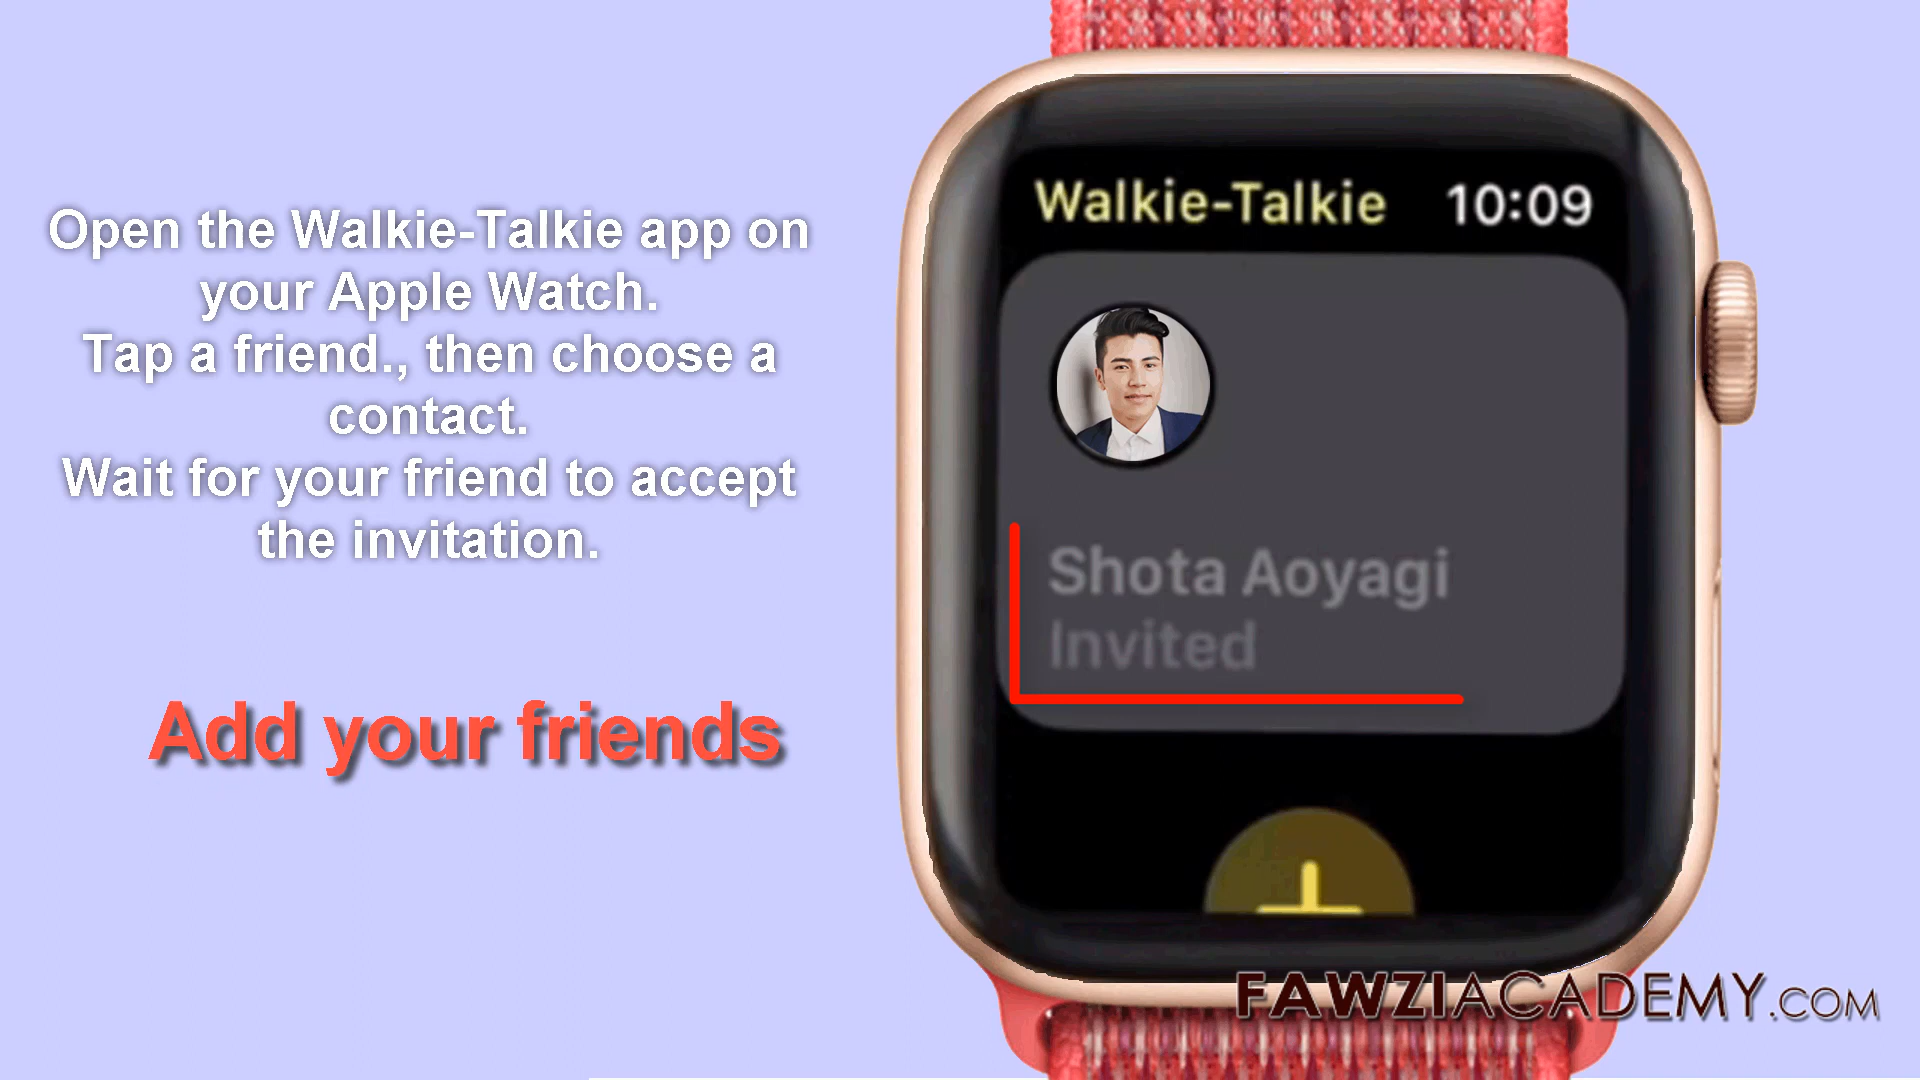 Open the Walkie-Talkie app on
your Apple Watch.
Tap a friend., then choose a
contact.
Wait for your friend to accept
the invitation.
Add your friends
Walkie-Talkie 10:09
Shota Aoyagi
Invited
FAWZIACADEMY.COM